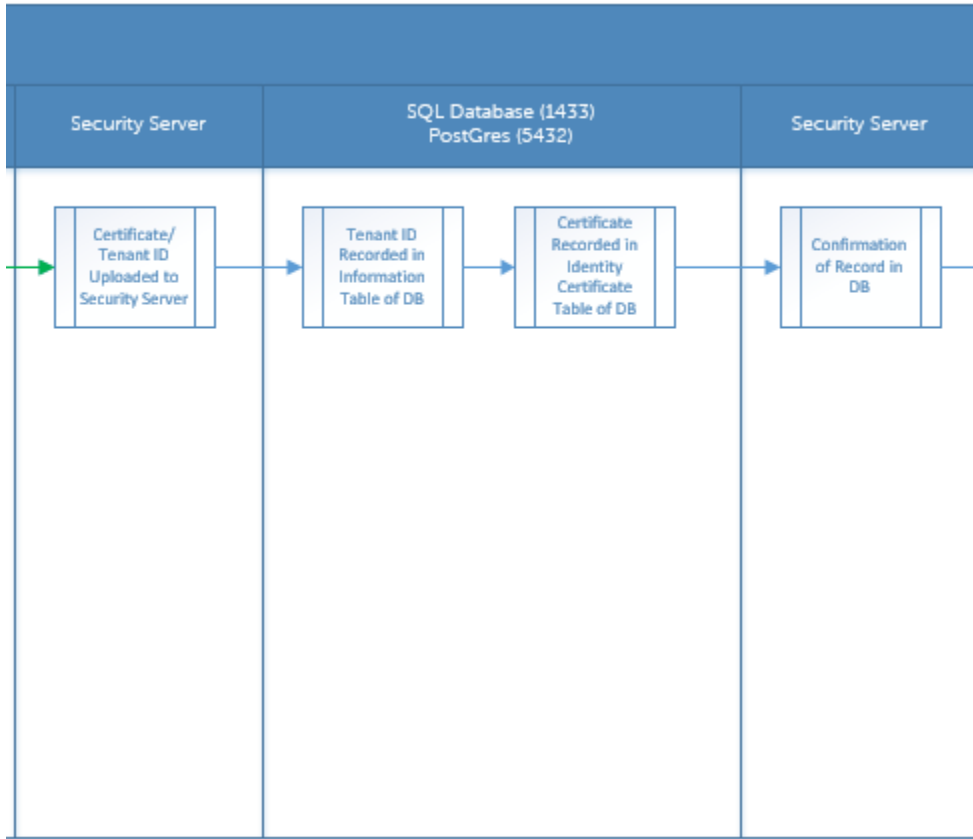 Security Server
SQL Database (1433)
PostGres (5432)
Security Server
Certificate/
Tenant ID
Uploaded to
Security Server
Tenant ID
Recorded in
Information
Table of DB
Certificate
Recorded in
Identity
Certificate
Table of DB
Confirmation
of Record in
DB